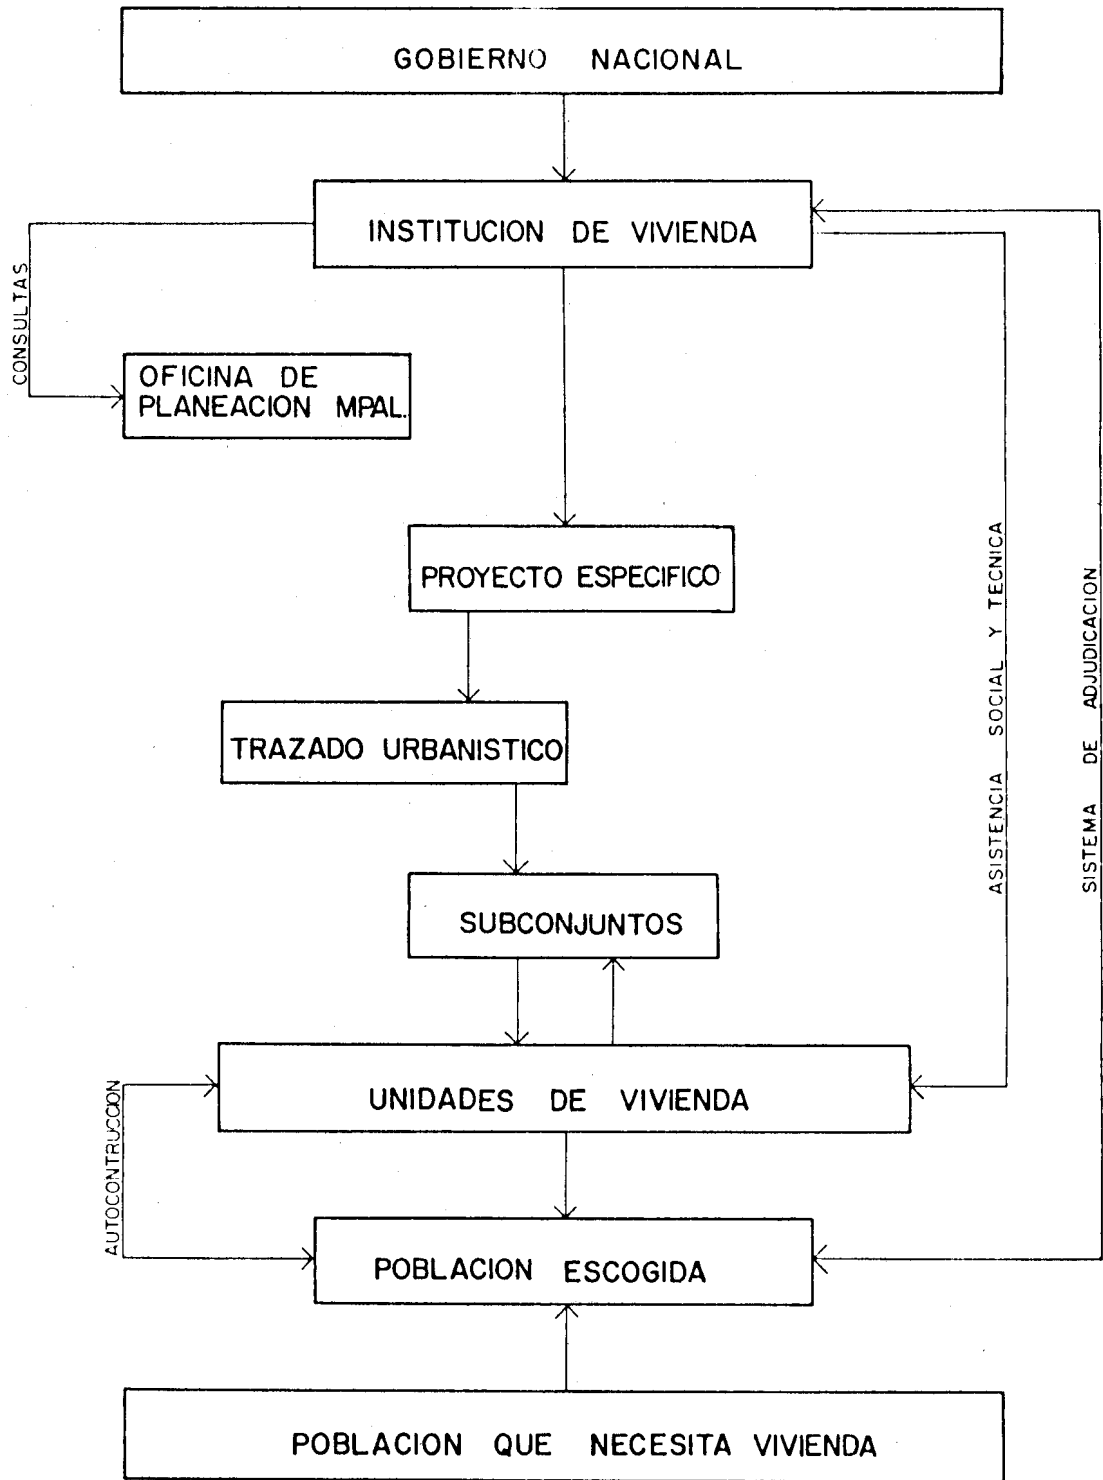 GOBIERNO NACIONAL
INSTITUCION DE VIVIENDA
CONSULTAS
OFICINA DE
PLANEACION MPAL.
PROYECTO ESPECIFICO
TRAZADO URBANISTICO
SUBCONJUNTOS
ASISTENCIA SOCIAL Y TECNICA
SISTEMA DE ADJUDICACION
UNIDADES DE VIVIENDA
AUTOCONTRUCCION
POBLACION ESCOGIDA
POBLACION QUE NECESITA VIVIENDA